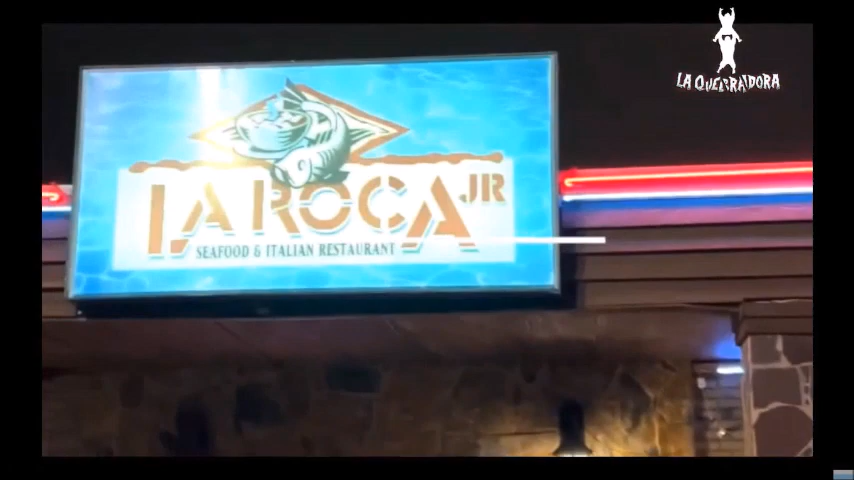 LA QUEBRADORA
LA ROCA JR
SEAFOOD & ITALIAN RESTAURANT